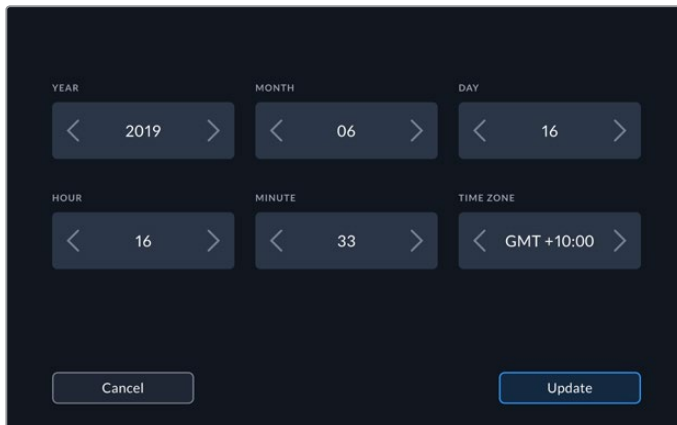 YEAR MONTH DAY
2019 06 16
HOUR MINUTE TIME ZONE
16 33 GMT +10:00
Cancel Update